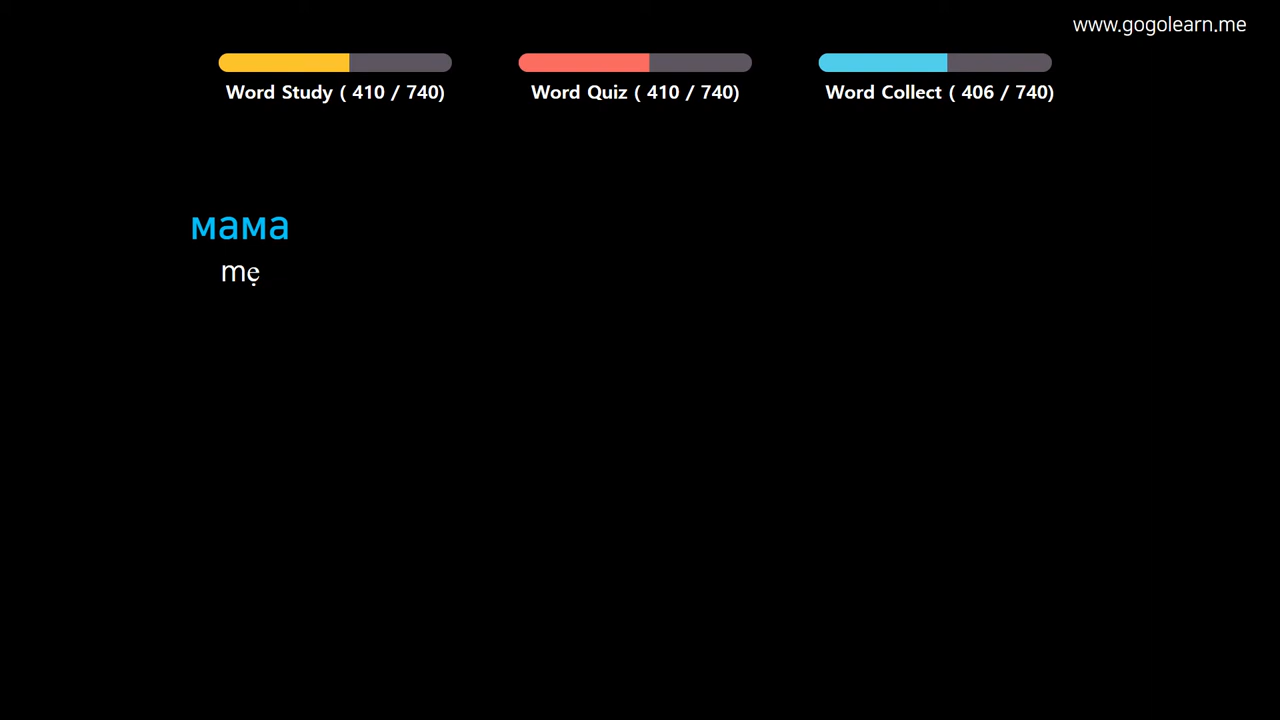 www.gogolearn.me
Word Study ( 410 / 740)
Word Quiz ( 410 / 740)
Word Collect ( 406 / 740)
мама
mẹ